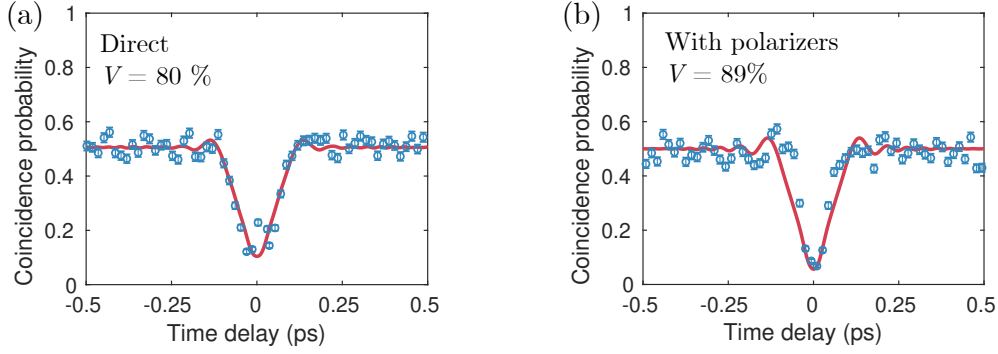 (a)
Direct
V = 80 %
Coincidence probability
1
0.8
0.6
0.4
0.2
0
-0.5
-0.25
0
0.25
0.5
Time delay (ps)
(b)
With polarizers
V = 89%
Coincidence probability
1
0.8
0.6
0.4
0.2
0
-0.5
-0.25
0
0.25
0.5
Time delay (ps)